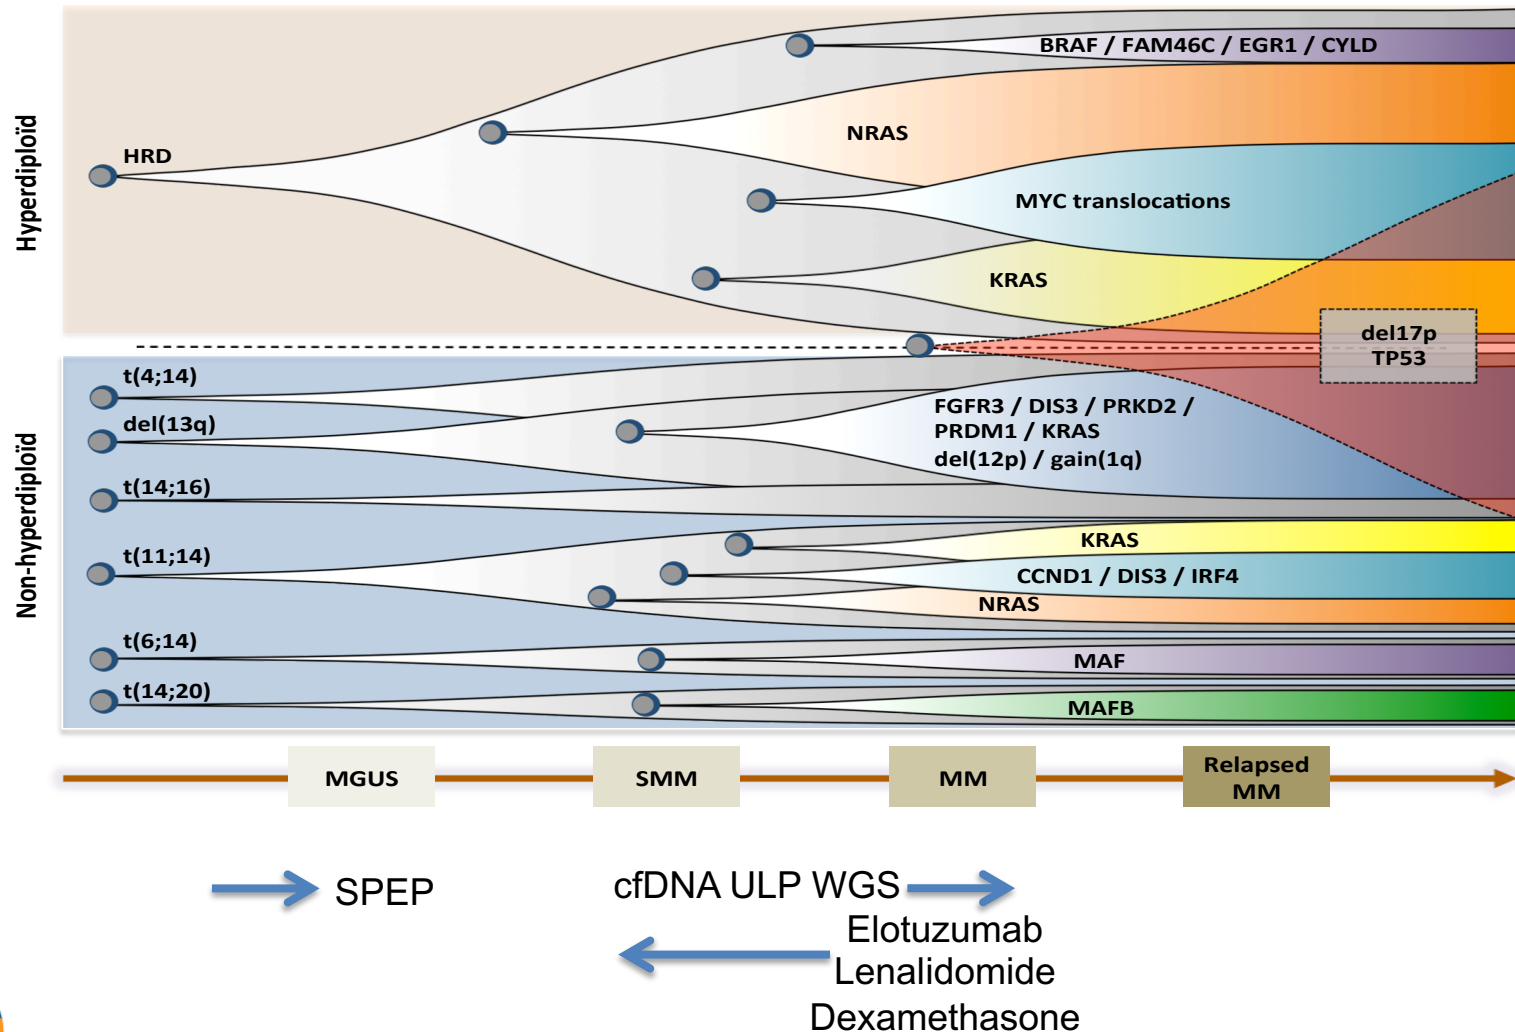 Hyperdiploïd
HRD
BRAF / FAM46C / EGR1 / CYLD
NRAS
MYC translocations
KRAS
del17p
TP53
Non-hyperdiploïd
t(4;14)
del(13q)
t(14;16)
t(11;14)
t(6;14)
t(14;20)
FGFR3 / DIS3 / PRKD2 /
PRDM1 / KRAS
del(12p) / gain(1q)
KRAS
CCND1 / DIS3 / IRF4
NRAS
MAF
MAFB
MGUS
SMM
MM
Relapsed
MM
SPEP
cfDNA ULP WGS
Elotuzumab
Lenalidomide
Dexamethasone